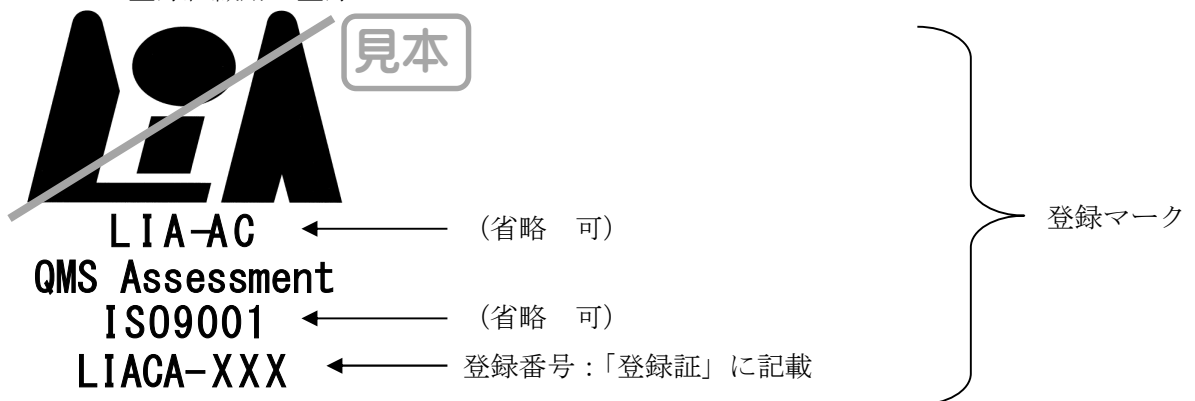 LiA
見本
LIA-AC
(省略 可)
QMS Assessment
ISO9001
(省略 可)
LIACA-XXX
登録番号:「登録証」に記載
登録マーク